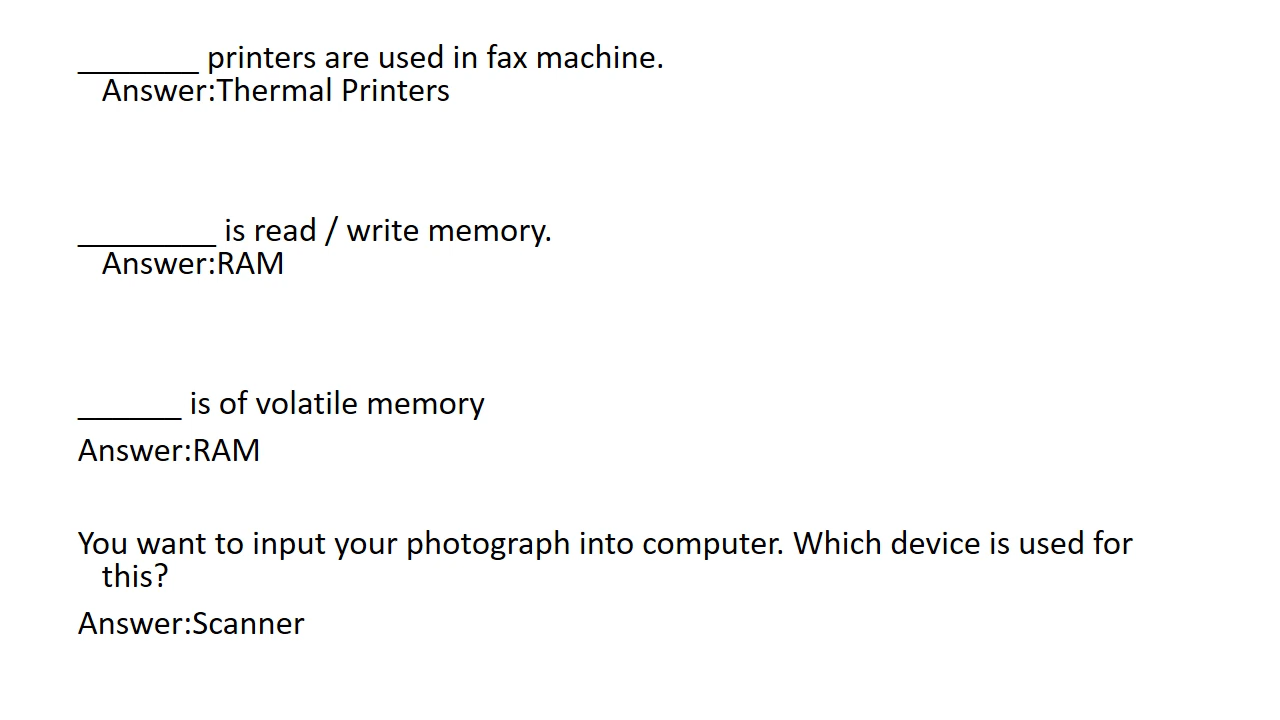 _______ printers are used in fax machine.
Answer:Thermal Printers
________ is read / write memory.
Answer:RAM
______ is of volatile memory
Answer:RAM
You want to input your photograph into computer. Which device is used for
this?
Answer:Scanner